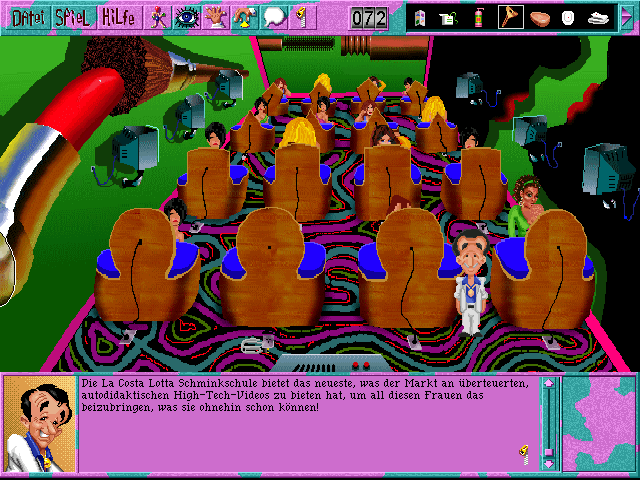 Datei SPieL HiLfe
072
Die La Costa Lotta Schminkschule bietet das neueste, was der Markt an überteuerten,
autodidaktischen High-Tech-Videos zu bieten hat, um all diesen Frauen das
beizubringen, was sie ohnehin schon können!